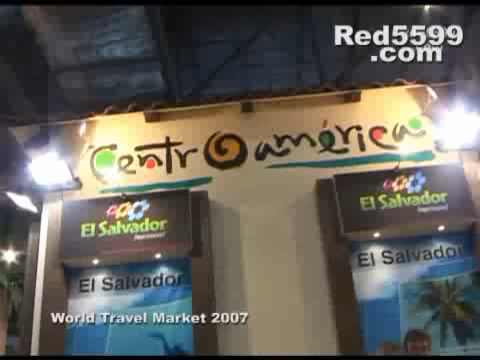 Red5599
.com
Centroamérica
El Salvador
El Salvador
El Salvador
El Salvador
World Travel Market 2007